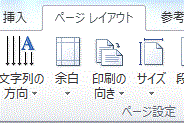 挿入 ページ レイアウト 参考
文字列の方向 余白 印刷の向き サイズ 段
ページ設定